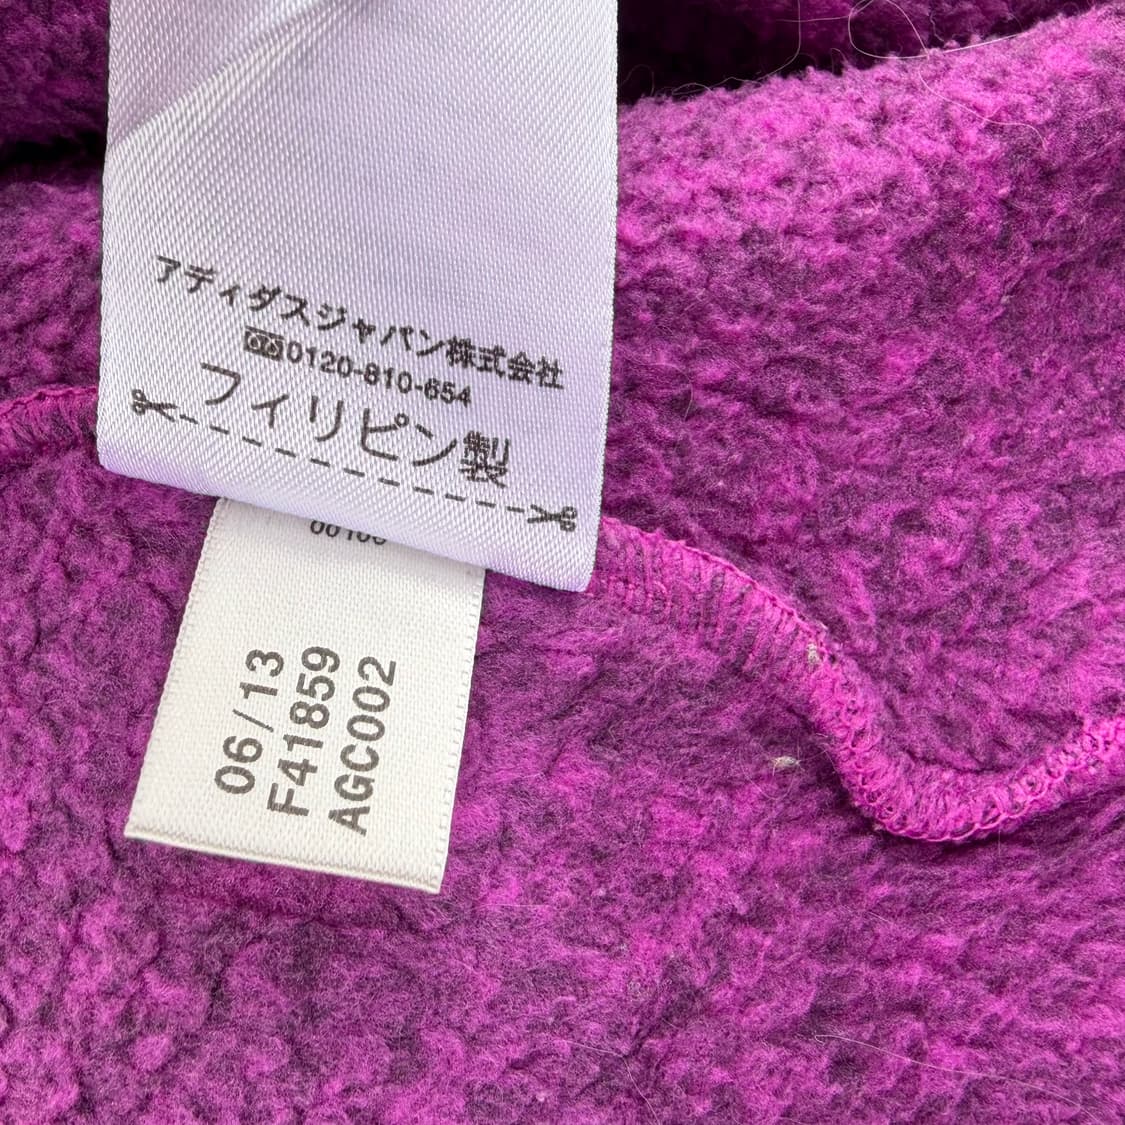 アディダスジャパン株式会社
0120-810-654
フィリピン製
06/13
F41859
AGC002